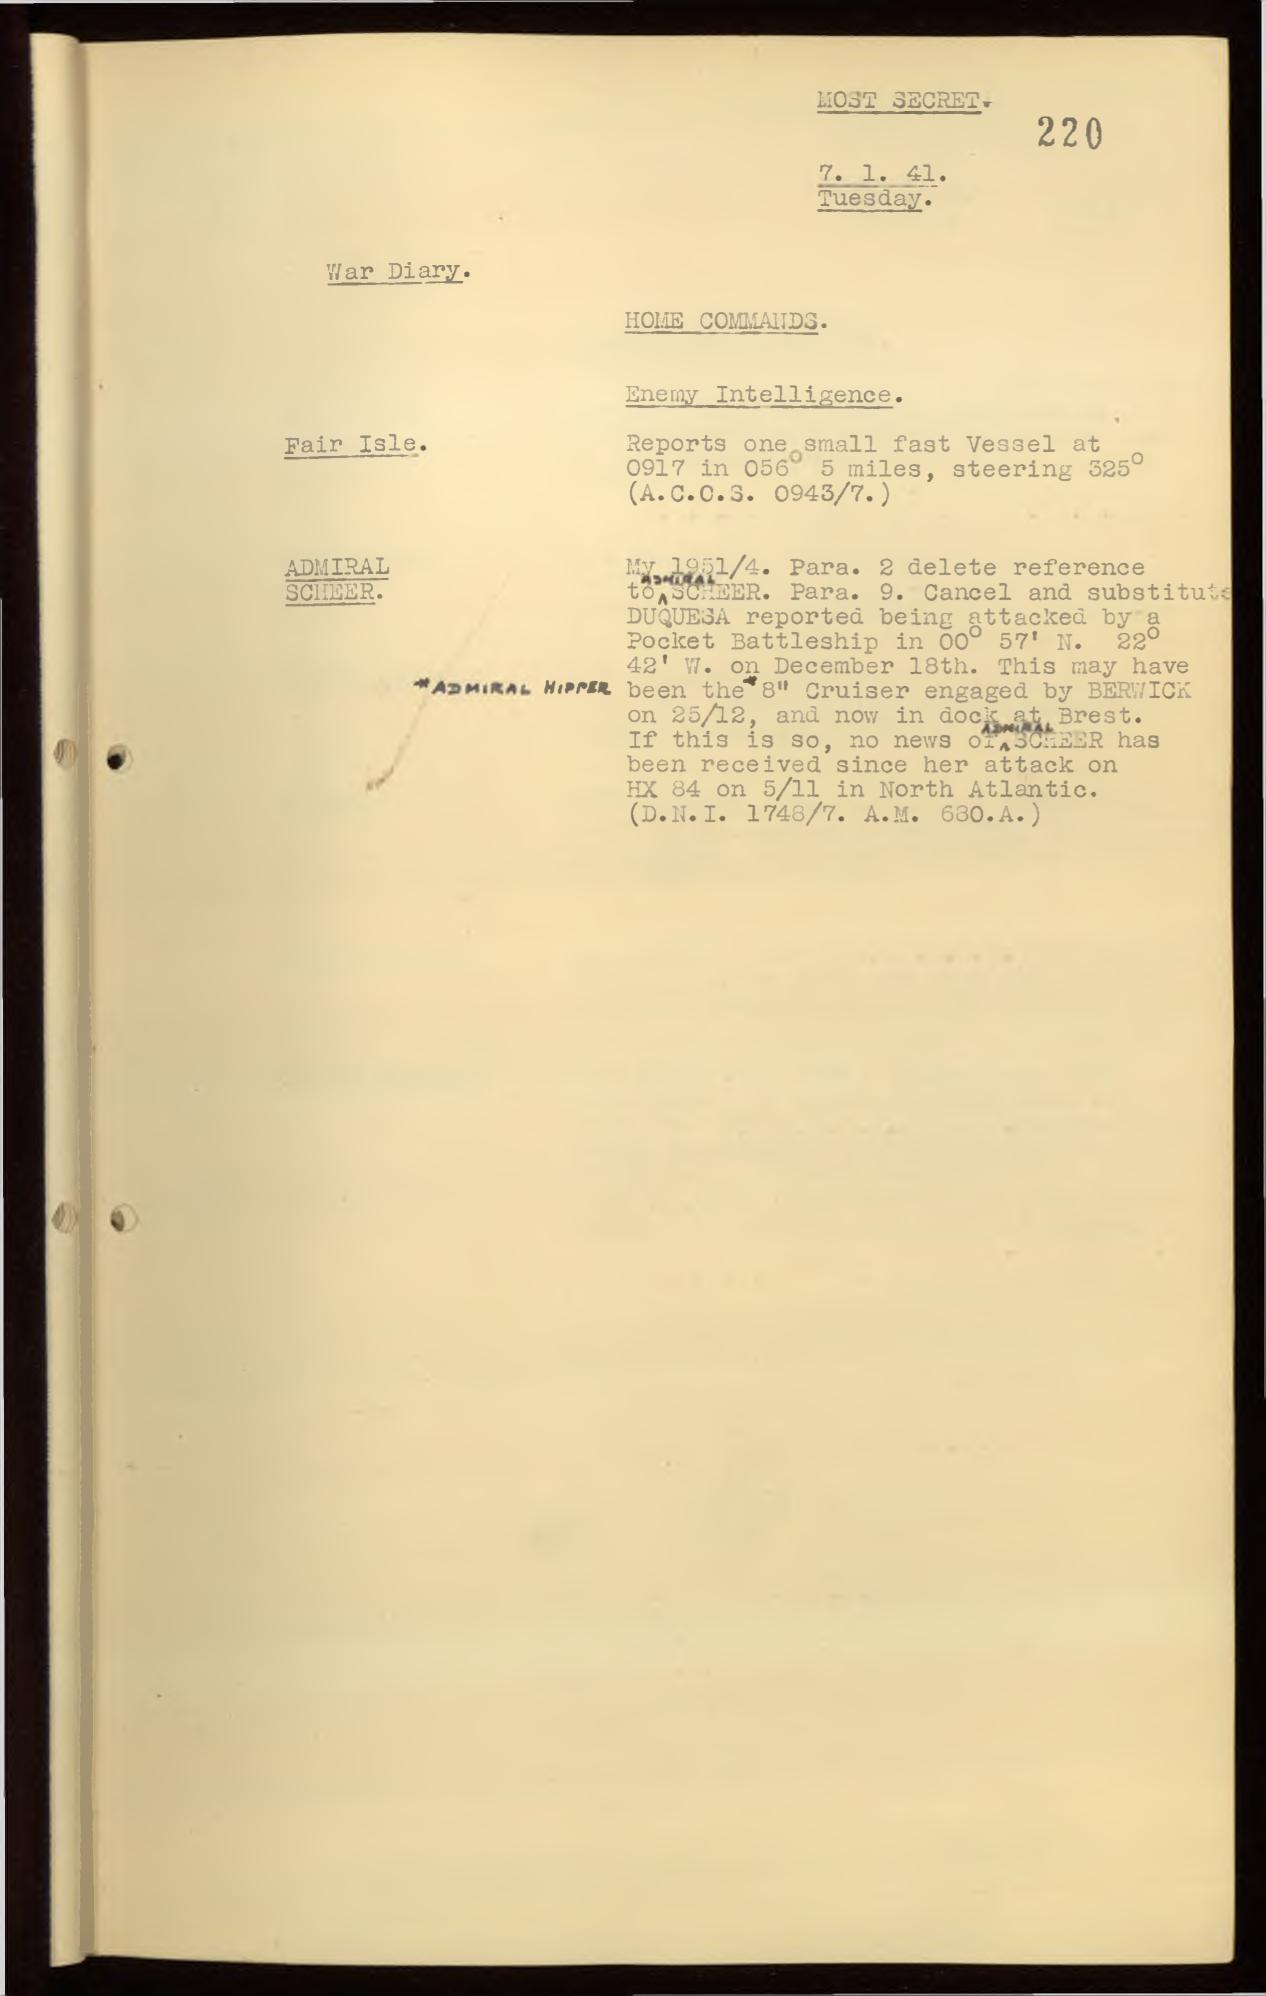 MOST SECRET.
220
7. 1. 41.
Tuesday.
War Diary.
HOME COMMANDS.
Enemy Intelligence.
Fair Isle.
Reports one small fast Vessel at
0917 in 056° 5 miles, steering 325°
(A.C.O.S. 0943/7.)
ADMIRAL
SCHEER.
My 1951/4. Para. 2 delete reference
to ADMIRAL SCHEER. Para. 9. Cancel and substitute
DUQUESA reported being attacked by a
Pocket Battleship in 00° 57' N. 22°
42' W. on December 18th. This may have
*ADMIRAL HIPPER
been the * 8" Cruiser engaged by BERWICK
on 25/12, and now in dock at Brest.
If this is so, no news of ADMIRAL SCHEER has
been received since her attack on
HX 84 on 5/11 in North Atlantic.
(D.N.I. 1748/7. A.M. 680.A.)